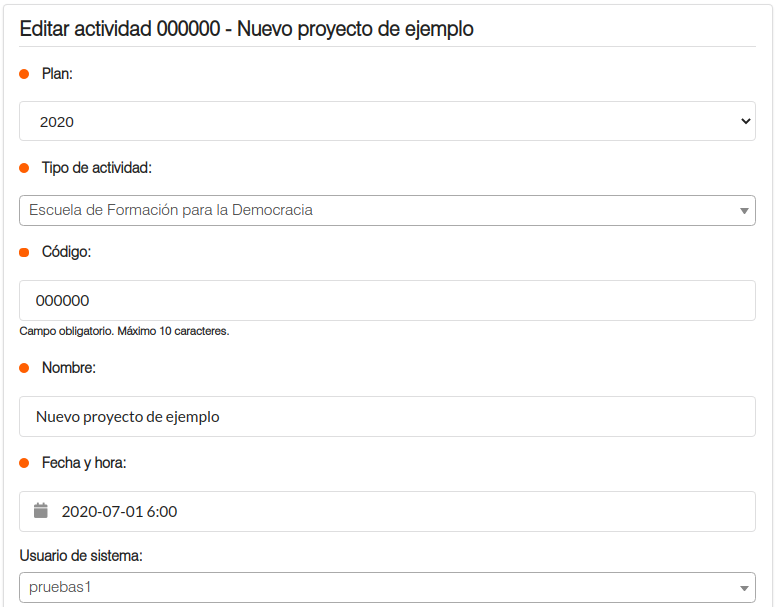 Editar actividad 000000 - Nuevo proyecto de ejemplo
Plan:
2020
Tipo de actividad:
Escuela de Formación para la Democracia
Código:
000000
Campo obligatorio. Máximo 10 caracteres.
Nombre:
Nuevo proyecto de ejemplo
Fecha y hora:
2020-07-01 6:00
Usuario de sistema:
pruebas1